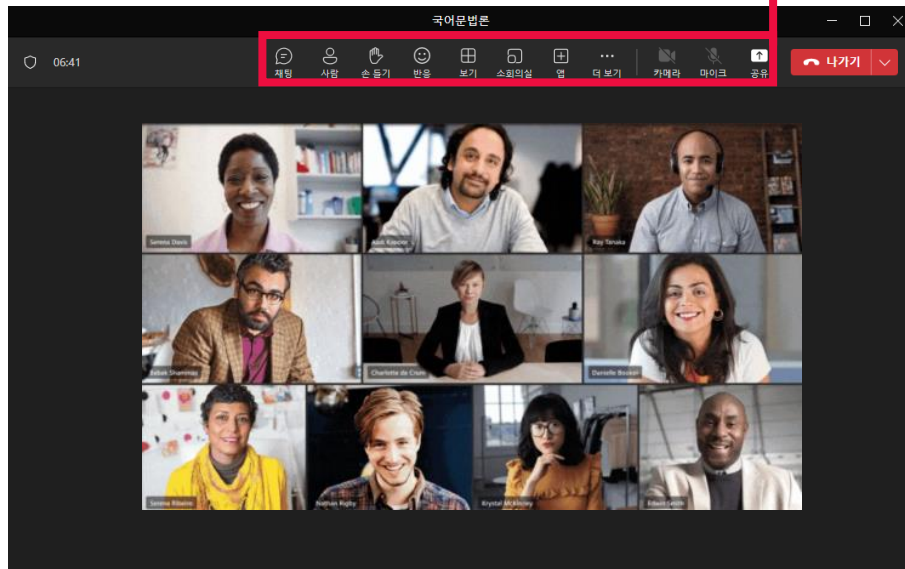 국어문법론
06:41
채팅 사람 손 들기 반응 보기 소회의실 앱 더 보기 카메라 마이크 공유 나가기
Serena Davis Aadi Kapoor Ray Tanaka
Babak Shammas Charlotte de Crum Danielle Booker
Serena Ribeiro Nathan Rigby Krystal McKinney Edwin